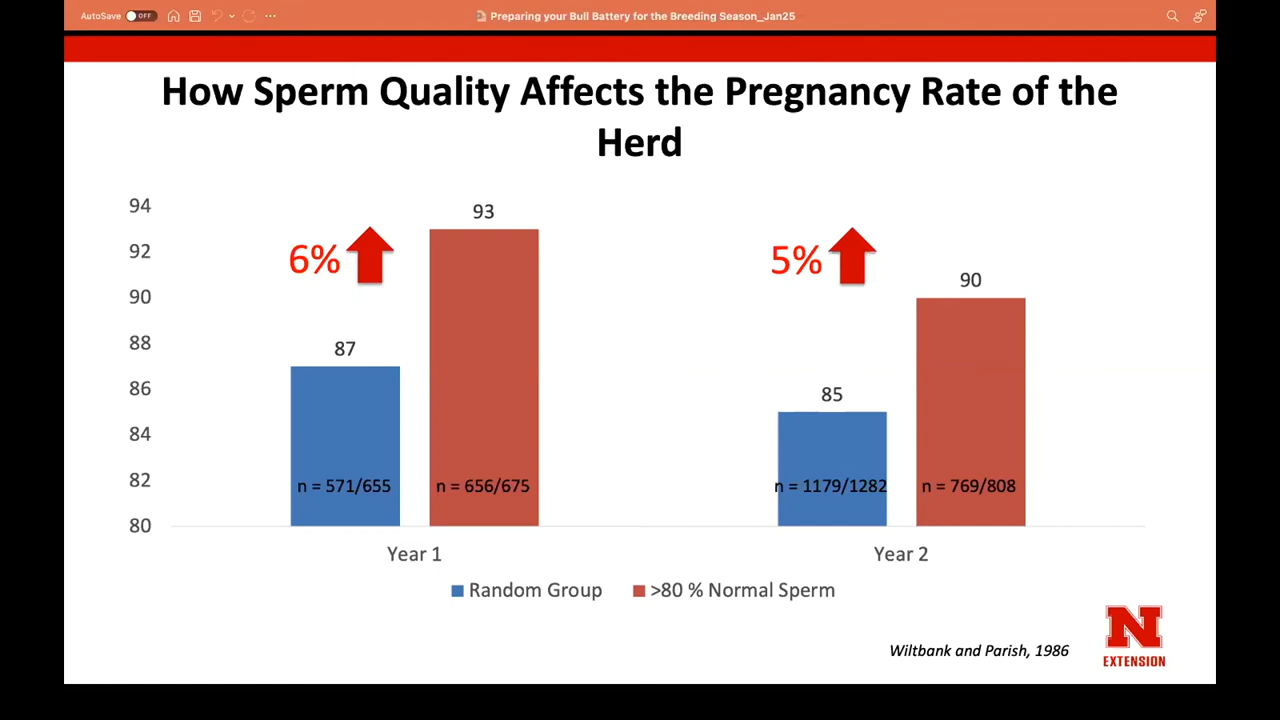 AutoSave OFF
Preparing your Bull Battery for the Breeding Season_Jan25
How Sperm Quality Affects the Pregnancy Rate of the
Herd
94
92
90
88
86
84
82
80
6%
87
93
n = 571/655
n = 656/675
5%
85
90
n = 1179/1282
n = 769/808
Year 1
Year 2
Random Group
>80 % Normal Sperm
Wiltbank and Parish, 1986
N
EXTENSION